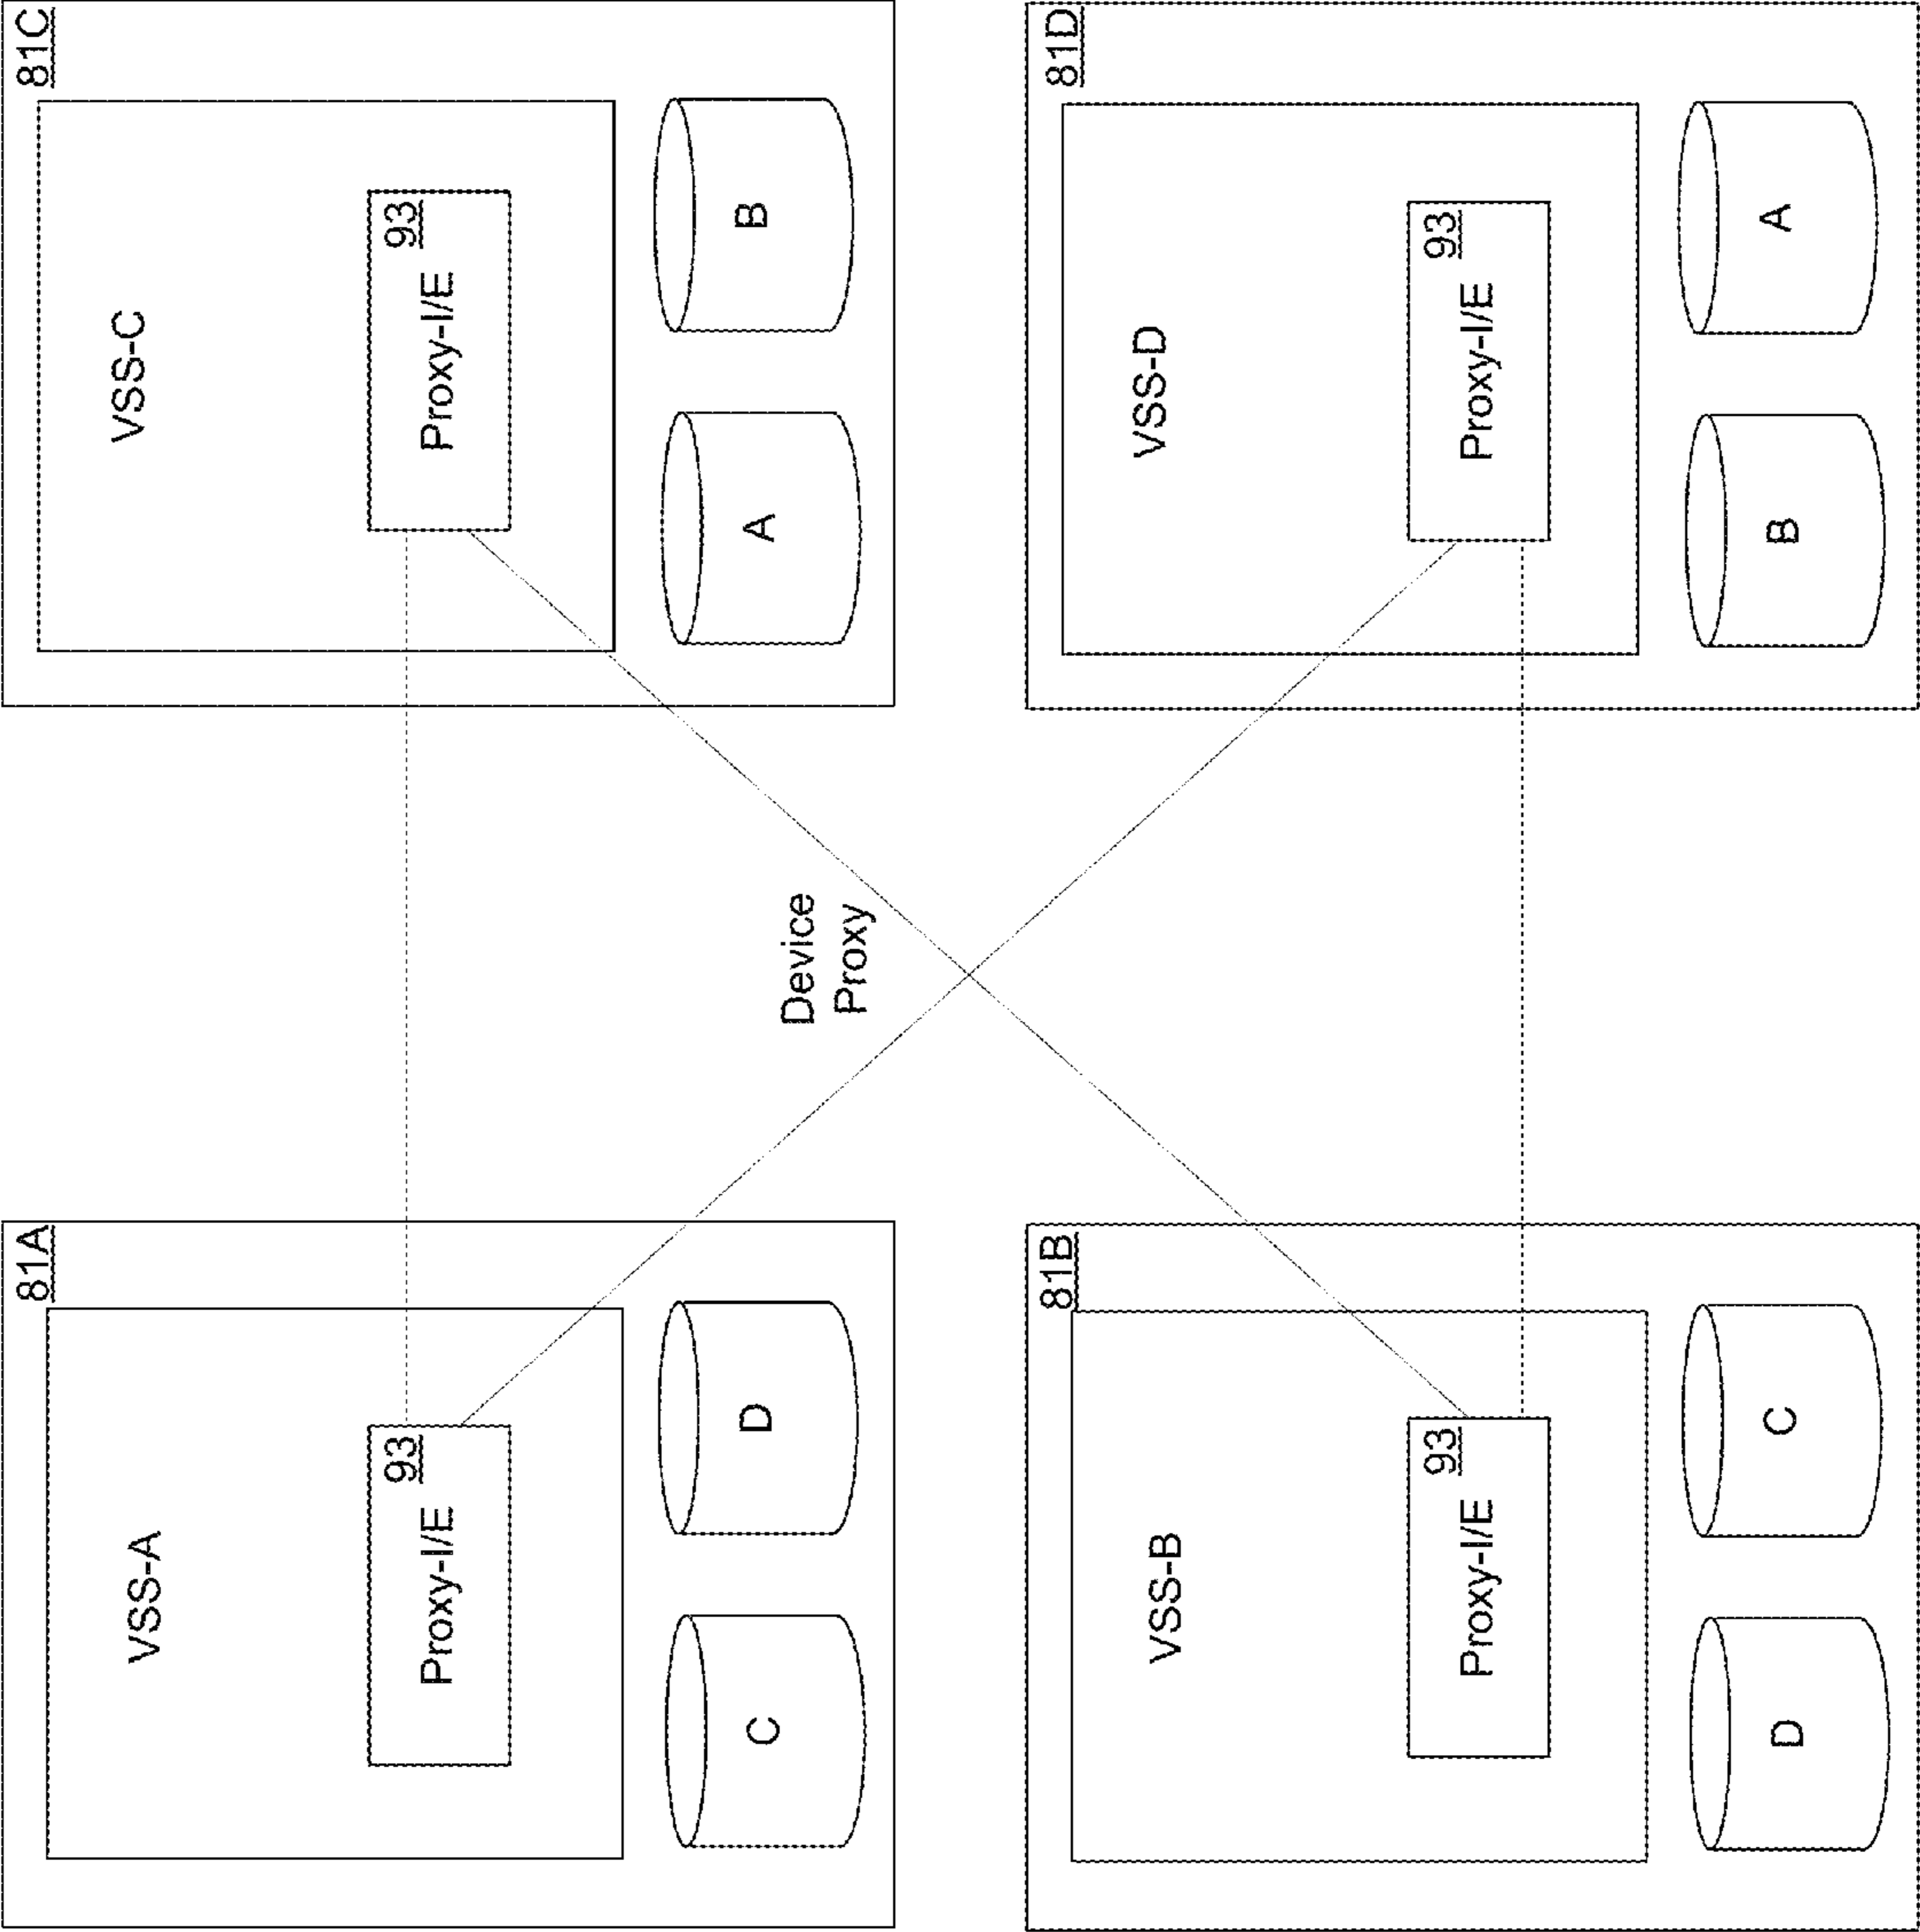 81A
VSS-A
93
Proxy-I/E
C
D
81C
VSS-C
93
Proxy-I/E
A
B
Device
Proxy
81B
VSS-B
93
Proxy-I/E
D
C
81D
VSS-D
93
Proxy-I/E
B
A